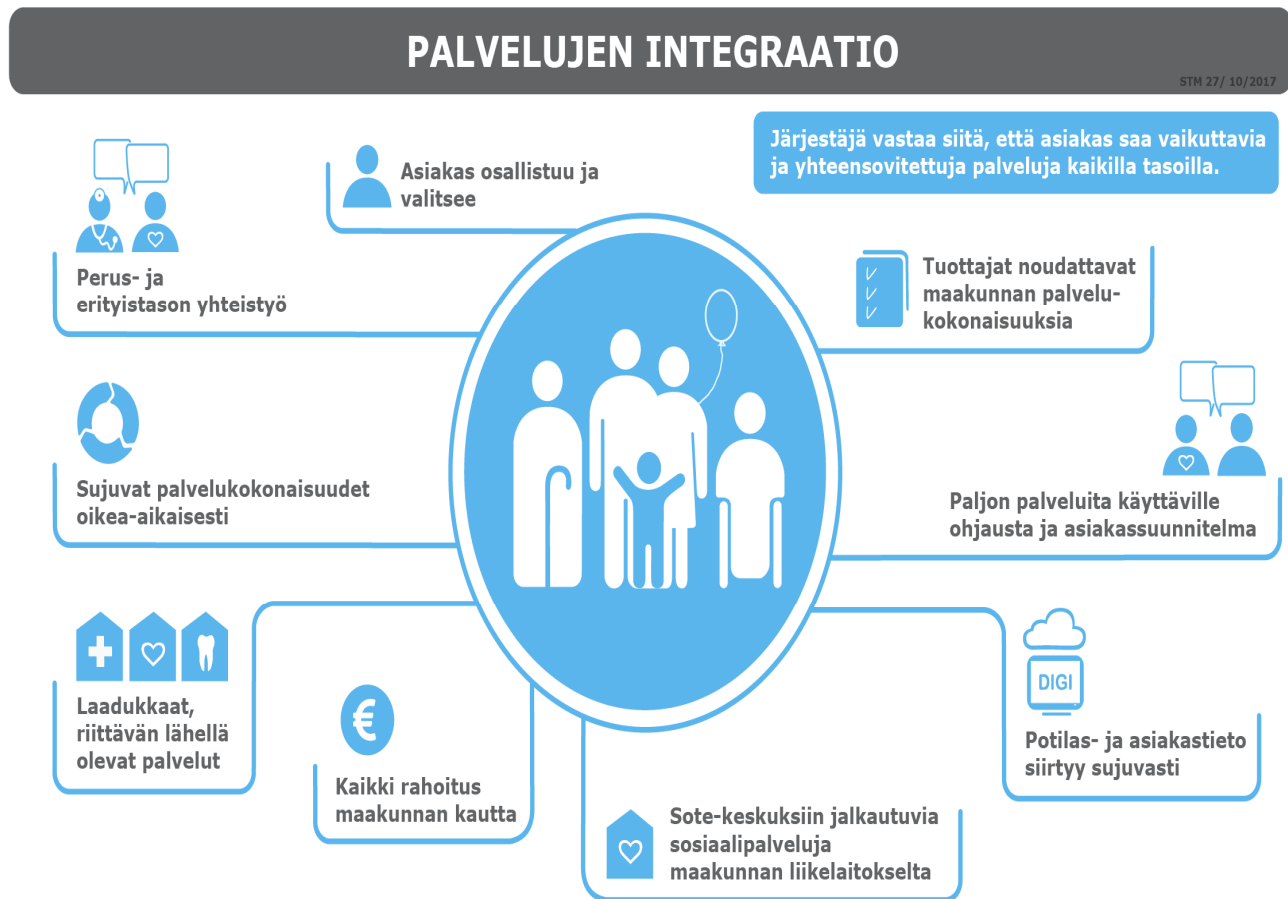 PALVELUJEN INTEGRAATIO
STM 27/ 10/2017
Järjestäjä vastaa siitä, että asiakas saa vaikuttavia
ja yhteensovitettuja palveluja kaikilla tasoilla.
Asiakas osallistuu ja
valitsee
Perus- ja
erityistason yhteistyö
Tuottajat noudattavat
maakunnan palvelu-
kokonaisuuksia
Sujuvat palvelukokonaisuudet
oikea-aikaisesti
Paljon palveluita käyttäville
ohjausta ja asiakassuunnitelma
Laadukkaat,
riittävän lähellä
olevat palvelut
€
Kaikki rahoitus
maakunnan kautta
DIGI
Potilas- ja asiakastieto
siirtyy sujuvasti
Sote-keskuksiin jalkautuvia
sosiaalipalveluja
maakunnan liikelaitokselta